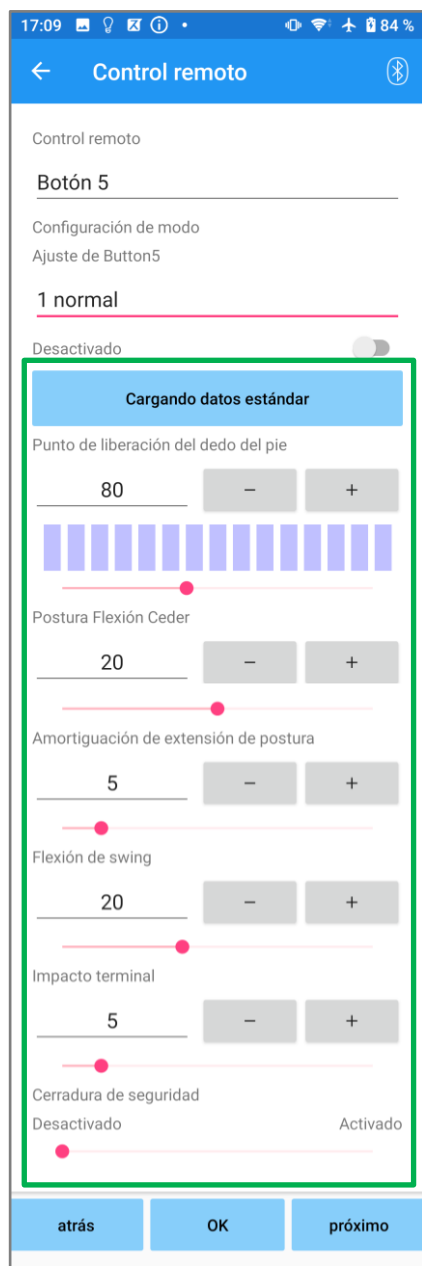 17:09 84 %
Control remoto
Control remoto
Botón 5
Configuración de modo
Ajuste de Button5
1 normal
Desactivado
Cargando datos estándar
Punto de liberación del dedo del pie
80 − +
Postura Flexión Ceder
20 − +
Amortiguación de extensión de postura
5 − +
Flexión de swing
20 − +
Impacto terminal
5 − +
Cerradura de seguridad
Desactivado Activado
atrás OK próximo